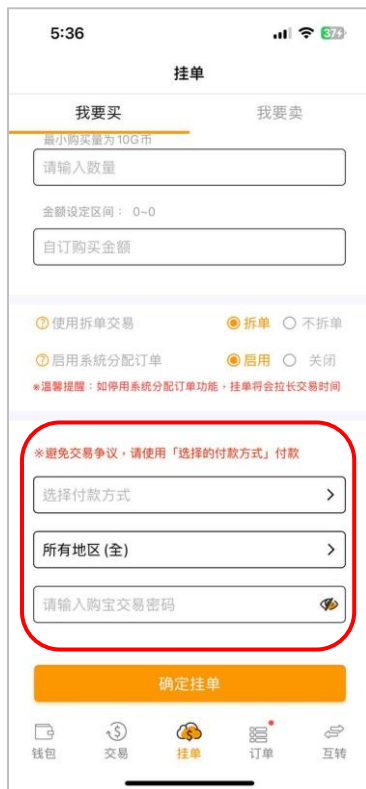 5:36
37
挂单
我要买
我要卖
最小购买量为10G币
请输入数量
金额设定区间： 0~0
自订购买金额
?使用拆单交易 拆单 不拆单
?启用系统分配订单 启用 关闭
※温馨提醒：如停用系统分配订单功能，挂单将会拉长交易时间
※避免交易争议，请使用「选择的付款方式」付款
选择付款方式
所有地区 (全)
请输入购宝交易密码
确定挂单
钱包 交易 挂单 订单 互转